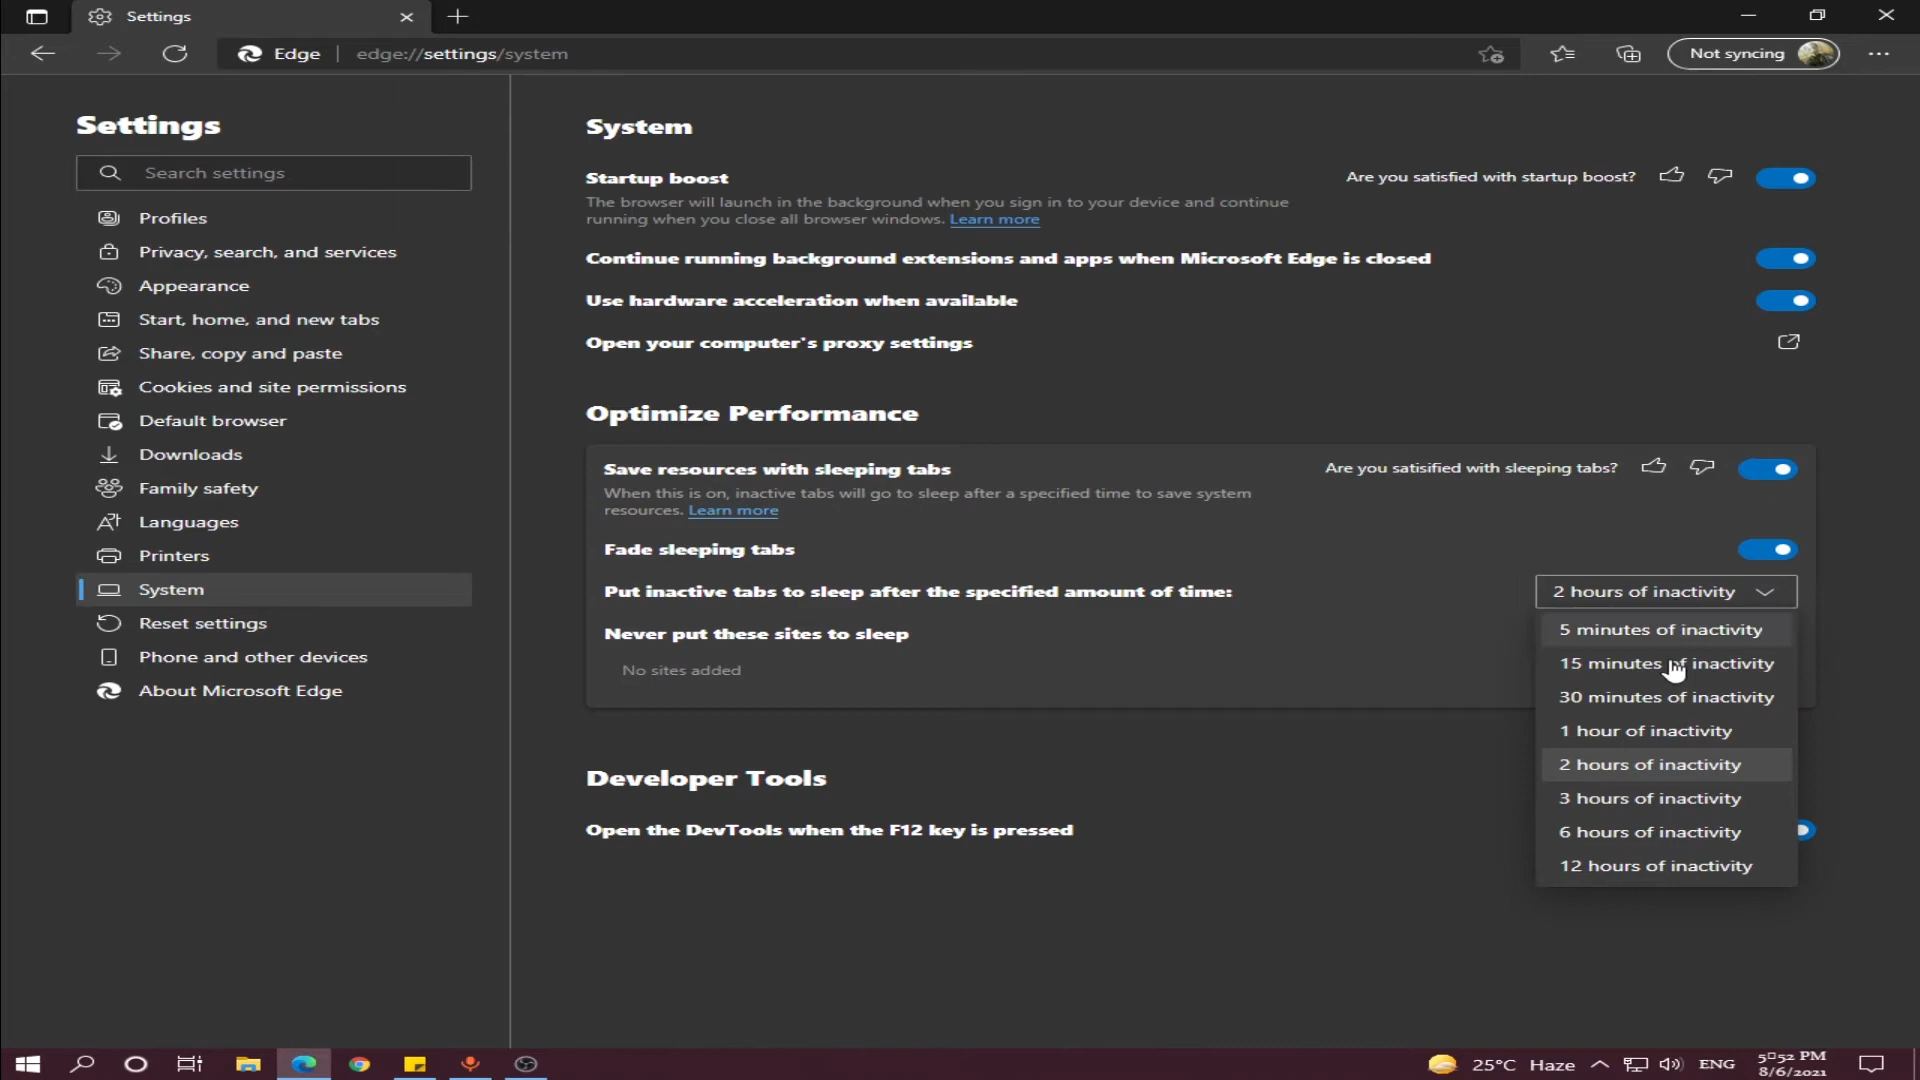 Settings
Edge | edge://settings/system
Not syncing
Settings
Search settings
Profiles
Privacy, search, and services
Appearance
Start, home, and new tabs
Share, copy and paste
Cookies and site permissions
Default browser
Downloads
Family safety
Languages
Printers
System
Reset settings
Phone and other devices
About Microsoft Edge
System
Startup boost
Are you satisfied with startup boost?
The browser will launch in the background when you sign in to your device and continue
running when you close all browser windows. Learn more
Continue running background extensions and apps when Microsoft Edge is closed
Use hardware acceleration when available
Open your computer's proxy settings
Optimize Performance
Save resources with sleeping tabs
Are you satisified with sleeping tabs?
When this is on, inactive tabs will go to sleep after a specified time to save system
resources. Learn more
Fade sleeping tabs
Put inactive tabs to sleep after the specified amount of time:
2 hours of inactivity
5 minutes of inactivity
15 minutes of inactivity
30 minutes of inactivity
1 hour of inactivity
2 hours of inactivity
3 hours of inactivity
6 hours of inactivity
12 hours of inactivity
Never put these sites to sleep
No sites added
Developer Tools
Open the DevTools when the F12 key is pressed
25°C Haze
ENG
5□52 PM
8/6/2021